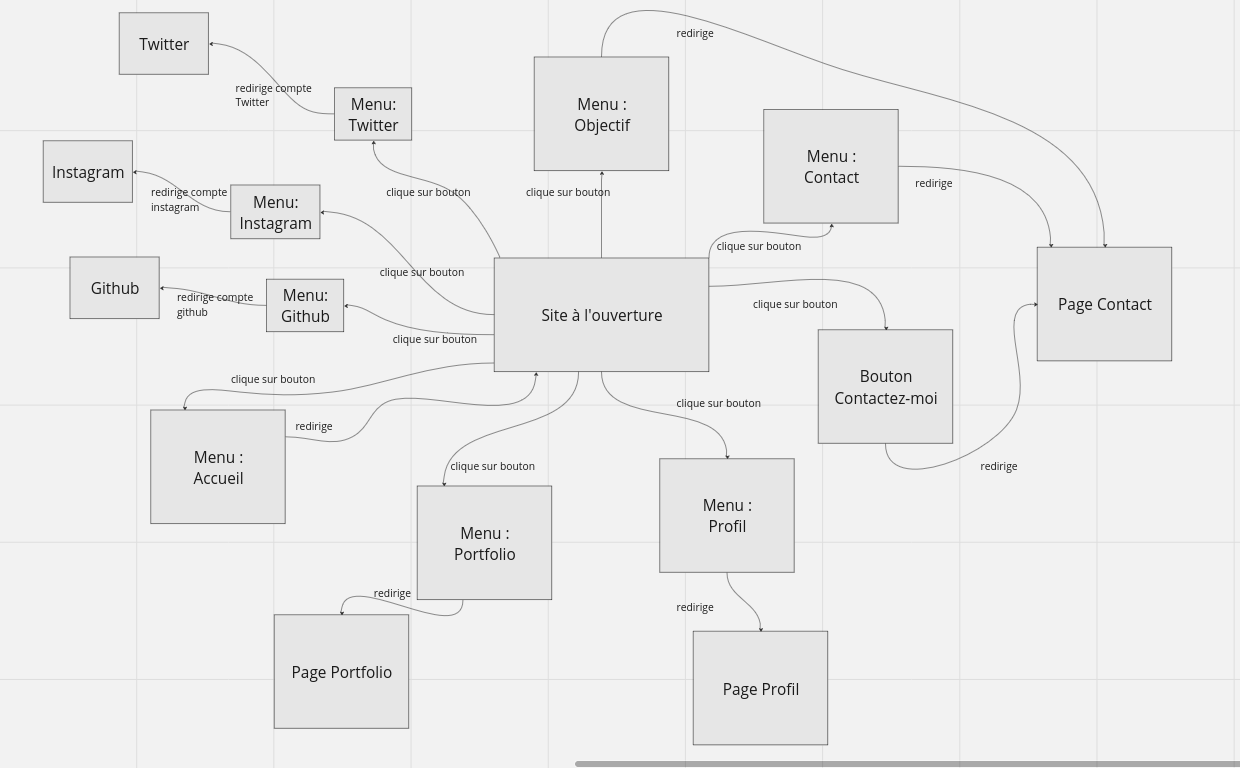 Twitter
redirige
redirige compte
Twitter
Menu:
Twitter
Menu :
Objectif
Menu :
Contact
Instagram
redirige compte
instagram
Menu:
Instagram
clique sur bouton
clique sur bouton
redirige
clique sur bouton
clique sur bouton
Github
redirige compte
github
Menu:
Github
clique sur bouton
Site à l'ouverture
clique sur bouton
Page Contact
clique sur bouton
Bouton
Contactez-moi
clique sur bouton
redirige
Menu :
Accueil
clique sur bouton
redirige
Menu :
Portfolio
Menu :
Profil
redirige
redirige
Page Portfolio
Page Profil